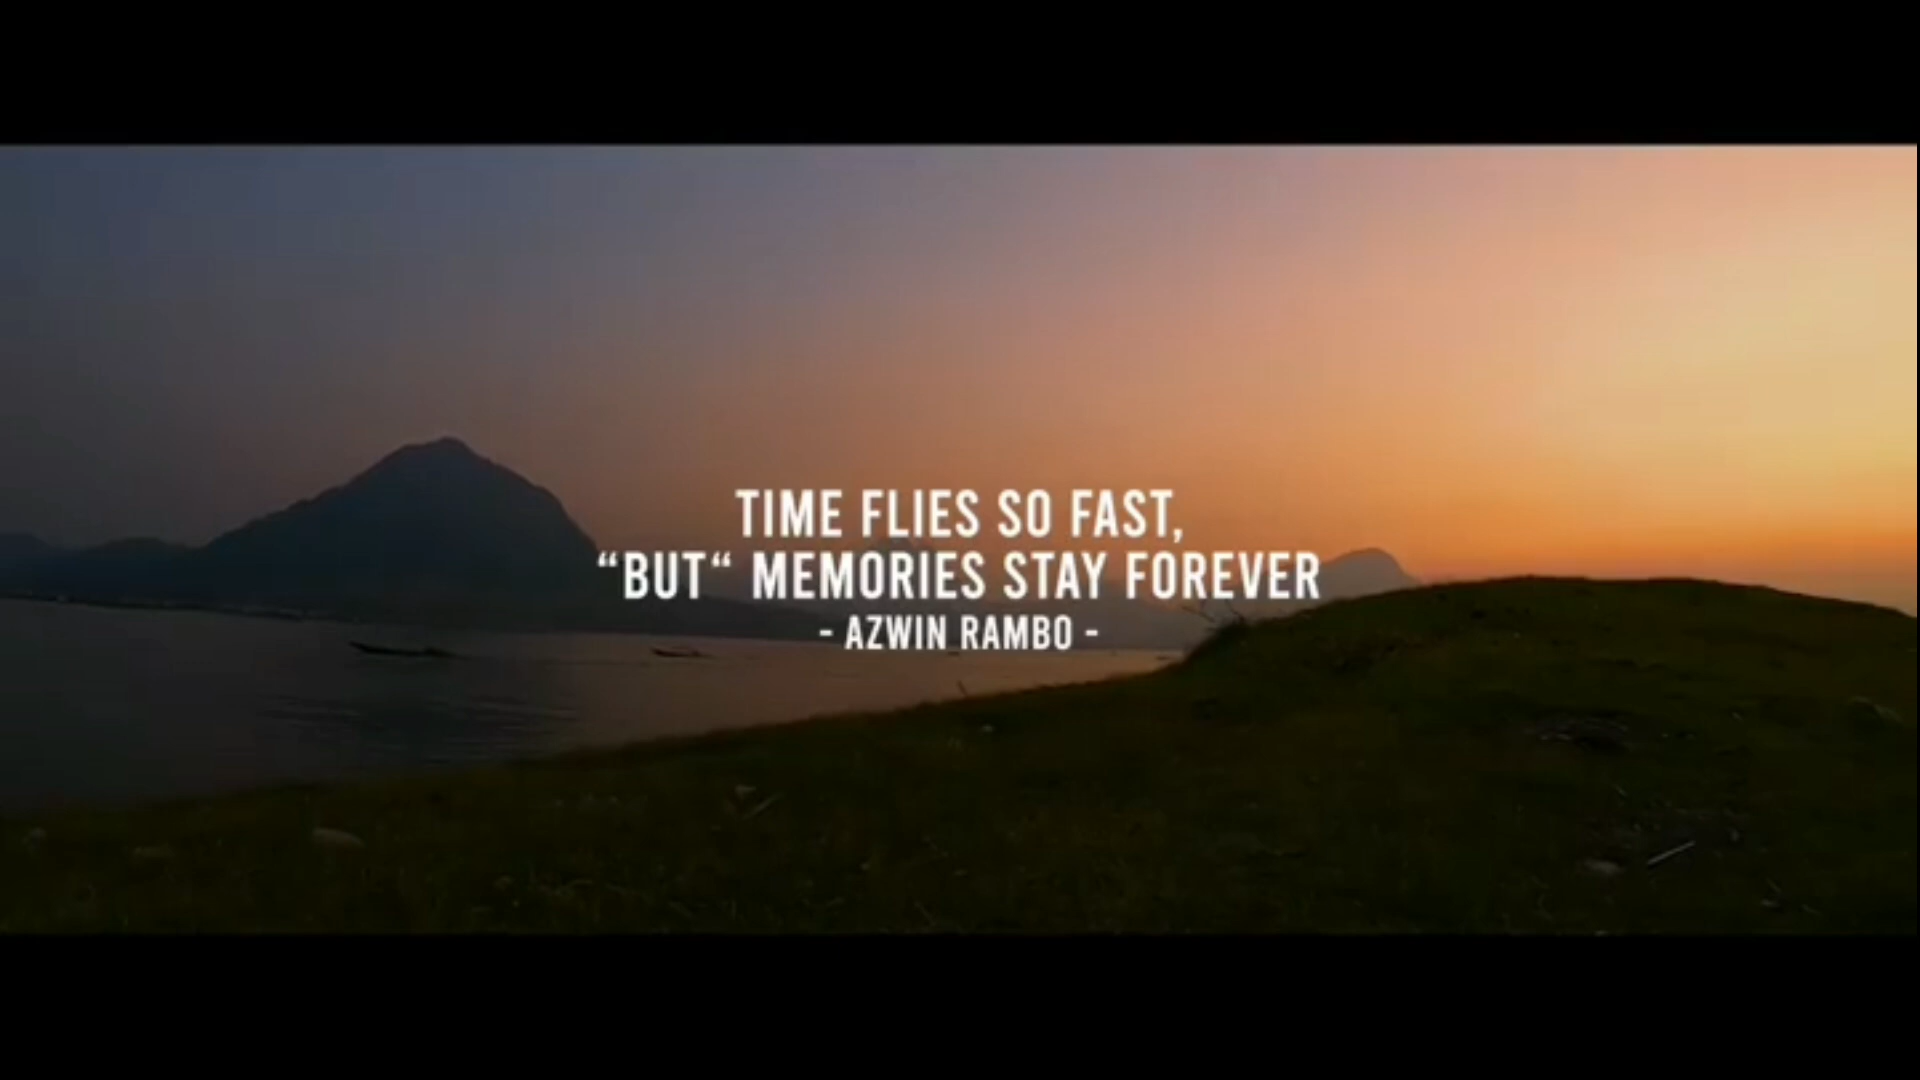 TIME FLIES SO FAST,
“BUT“ MEMORIES STAY FOREVER
- AZWIN RAMBO -